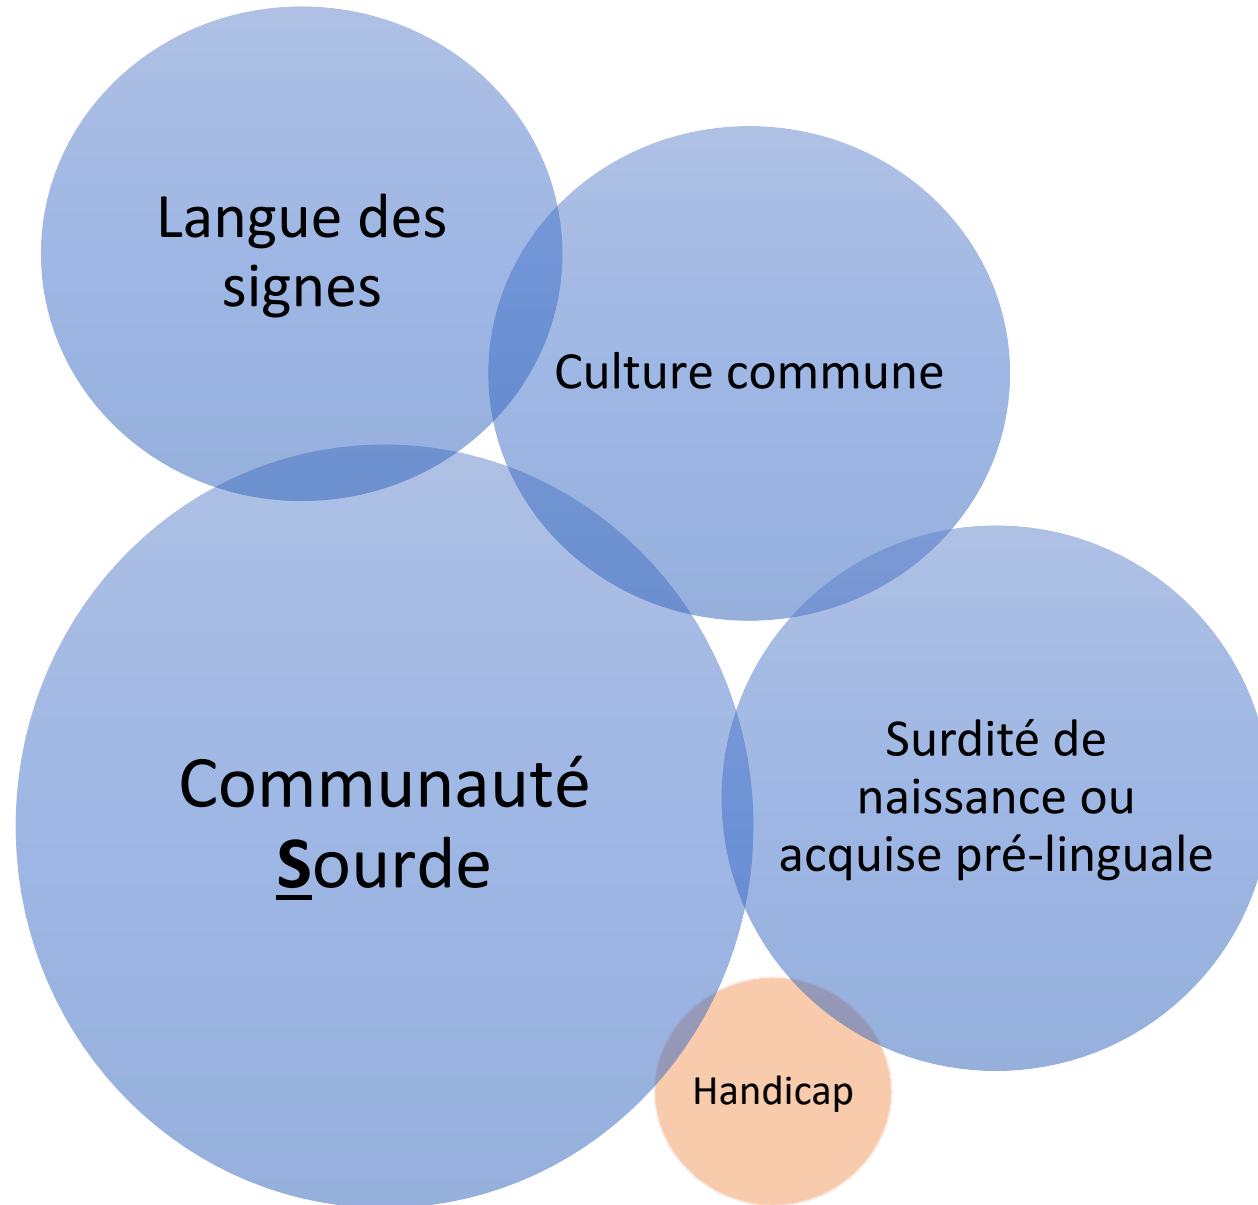 Langue des
signes
Culture commune
Communauté
Sourde
Surdité de
naissance ou
acquise pré-linguale
Handicap